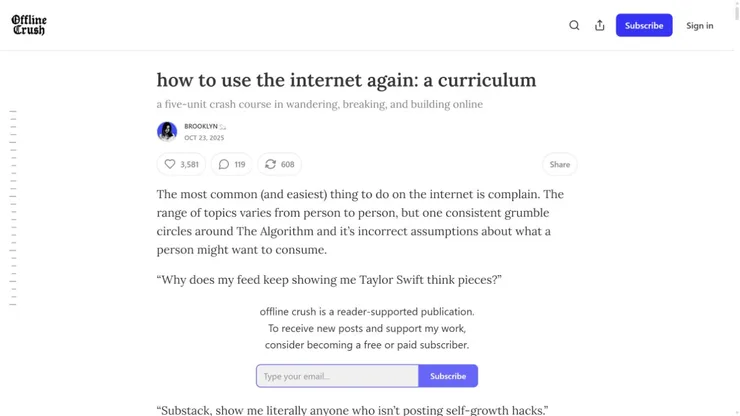 Offline
Crush
Subscribe
Sign in
how to use the internet again: a curriculum
a five-unit crash course in wandering, breaking, and building online
BROOKLYN
OCT 23, 2025
3,581
119
608
Share
The most common (and easiest) thing to do on the internet is complain. The
range of topics varies from person to person, but one consistent grumble
circles around The Algorithm and it's incorrect assumptions about what a
person might want to consume.
“Why does my feed keep showing me Taylor Swift think pieces?”
offline crush is a reader-supported publication.
To receive new posts and support my work,
consider becoming a free or paid subscriber.
Type your email...
Subscribe
“Substack, show me literally anyone who isn't posting self-growth hacks.”